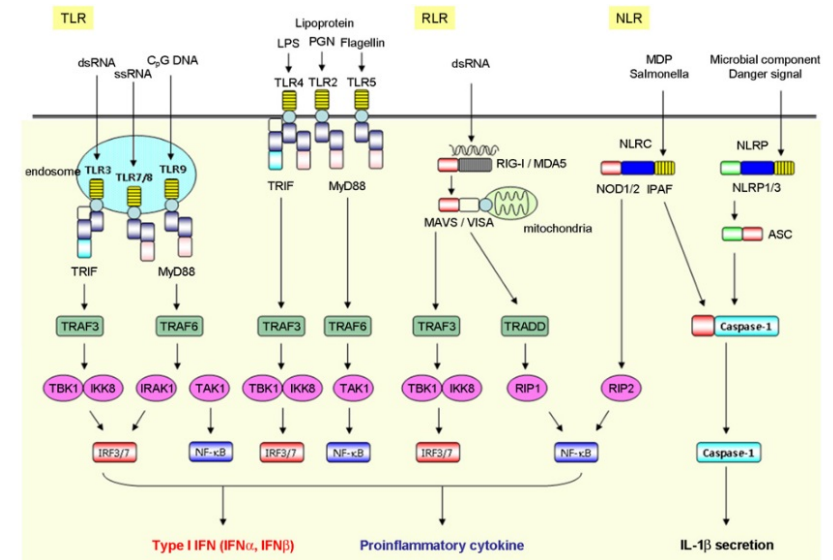 TLR
RLR
NLR
Lipoprotein
LPS PGN Flagellin
dsRNA
ssRNA
CpG DNA
TLR4 TLR2 TLR5
dsRNA
MDP
Salmonella
Microbial component
Danger signal
endosome
TLR3
TLR7/8
TLR9
TRIF
MyD88
TRIF
MyD88
RIG-I / MDA5
MAVS / VISA
mitochondria
NLRC
NOD1/2 IPAF
NLRP
NLRP1/3
ASC
TRAF3
TRAF6
TRAF3
TRAF6
TRAF3
TRADD
Caspase-1
TBK1 IKK8
IRAK1
TAK1
TBK1 IKK8
TAK1
TBK1 IKK8
RIP1
RIP2
IRF3/7
NF-κB
IRF3/7
NF-κB
IRF3/7
NF-κB
Caspase-1
Type I IFN (IFNα, IFNβ)
Proinflammatory cytokine
IL-1β secretion